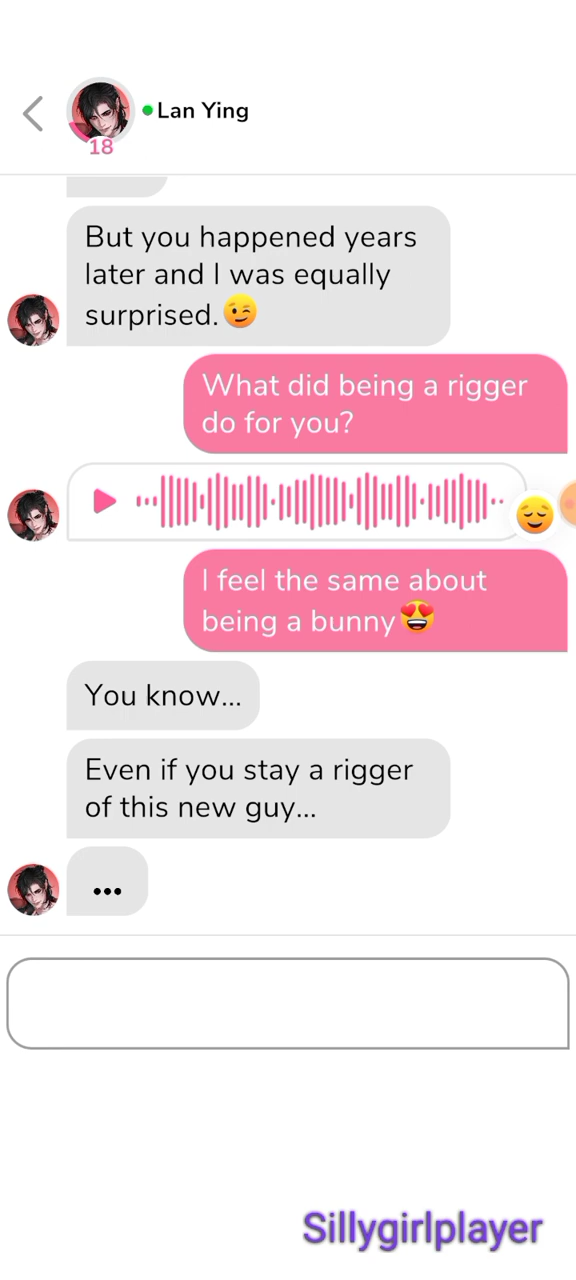 Lan Ying
18
But you happened years
later and I was equally
surprised.😉
What did being a rigger
do for you?
I feel the same about
being a bunny😍
You know...
Even if you stay a rigger
of this new guy...
...
Sillygirlplayer